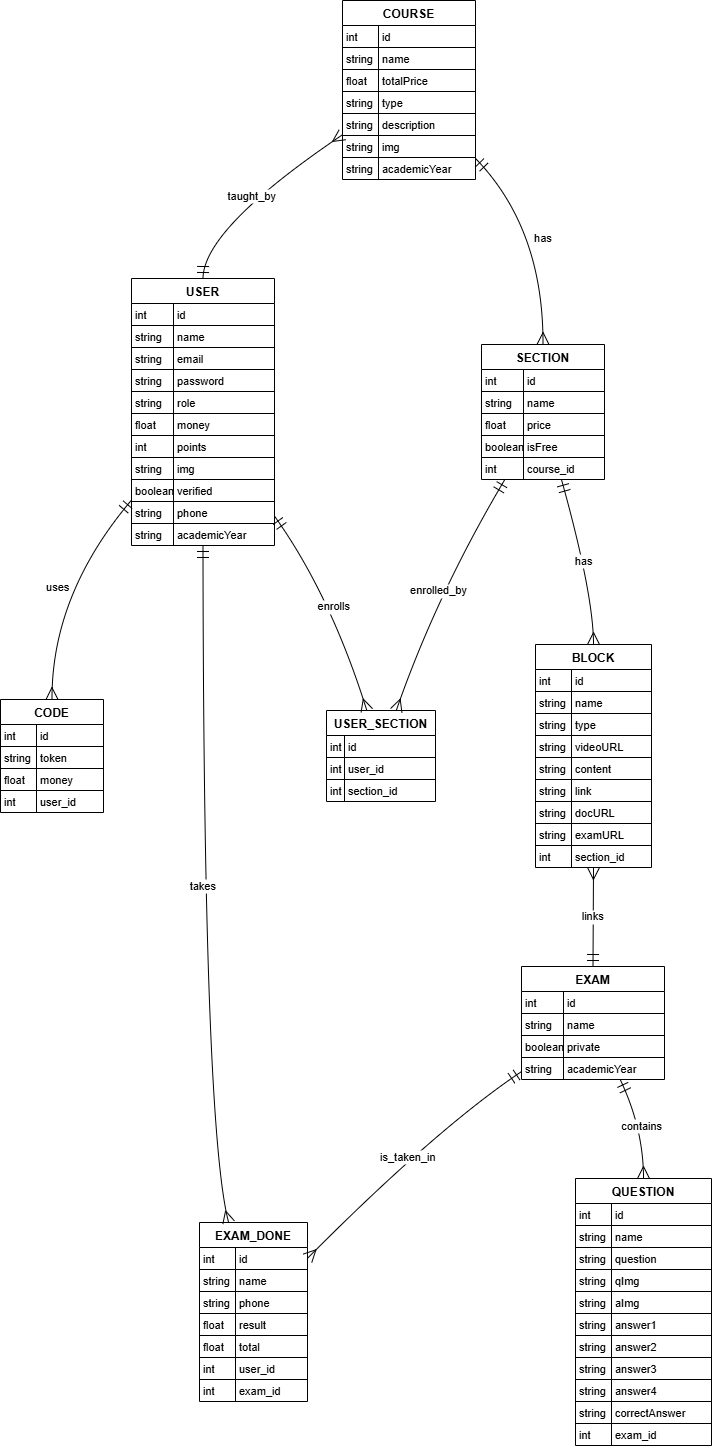 COURSE
int id
string name
float totalPrice
string type
string description
string img
string academicYear
taught_by
has
USER
int id
string name
string email
string password
string role
float money
int points
string img
boolean verified
string phone
string academicYear
SECTION
int id
string name
float price
boolean isFree
int course_id
uses
enrolls
enrolled_by
has
CODE
int id
string token
float money
int user_id
USER_SECTION
int id
int user_id
int section_id
BLOCK
int id
string name
string type
string videoURL
string content
string link
string docURL
string examURL
int section_id
takes
links
EXAM
int id
string name
boolean private
string academicYear
is_taken_in
contains
EXAM_DONE
int id
string name
string phone
float result
float total
int user_id
int exam_id
QUESTION
int id
string name
string question
string qImg
string aImg
string answer1
string answer2
string answer3
string answer4
string correctAnswer
int exam_id